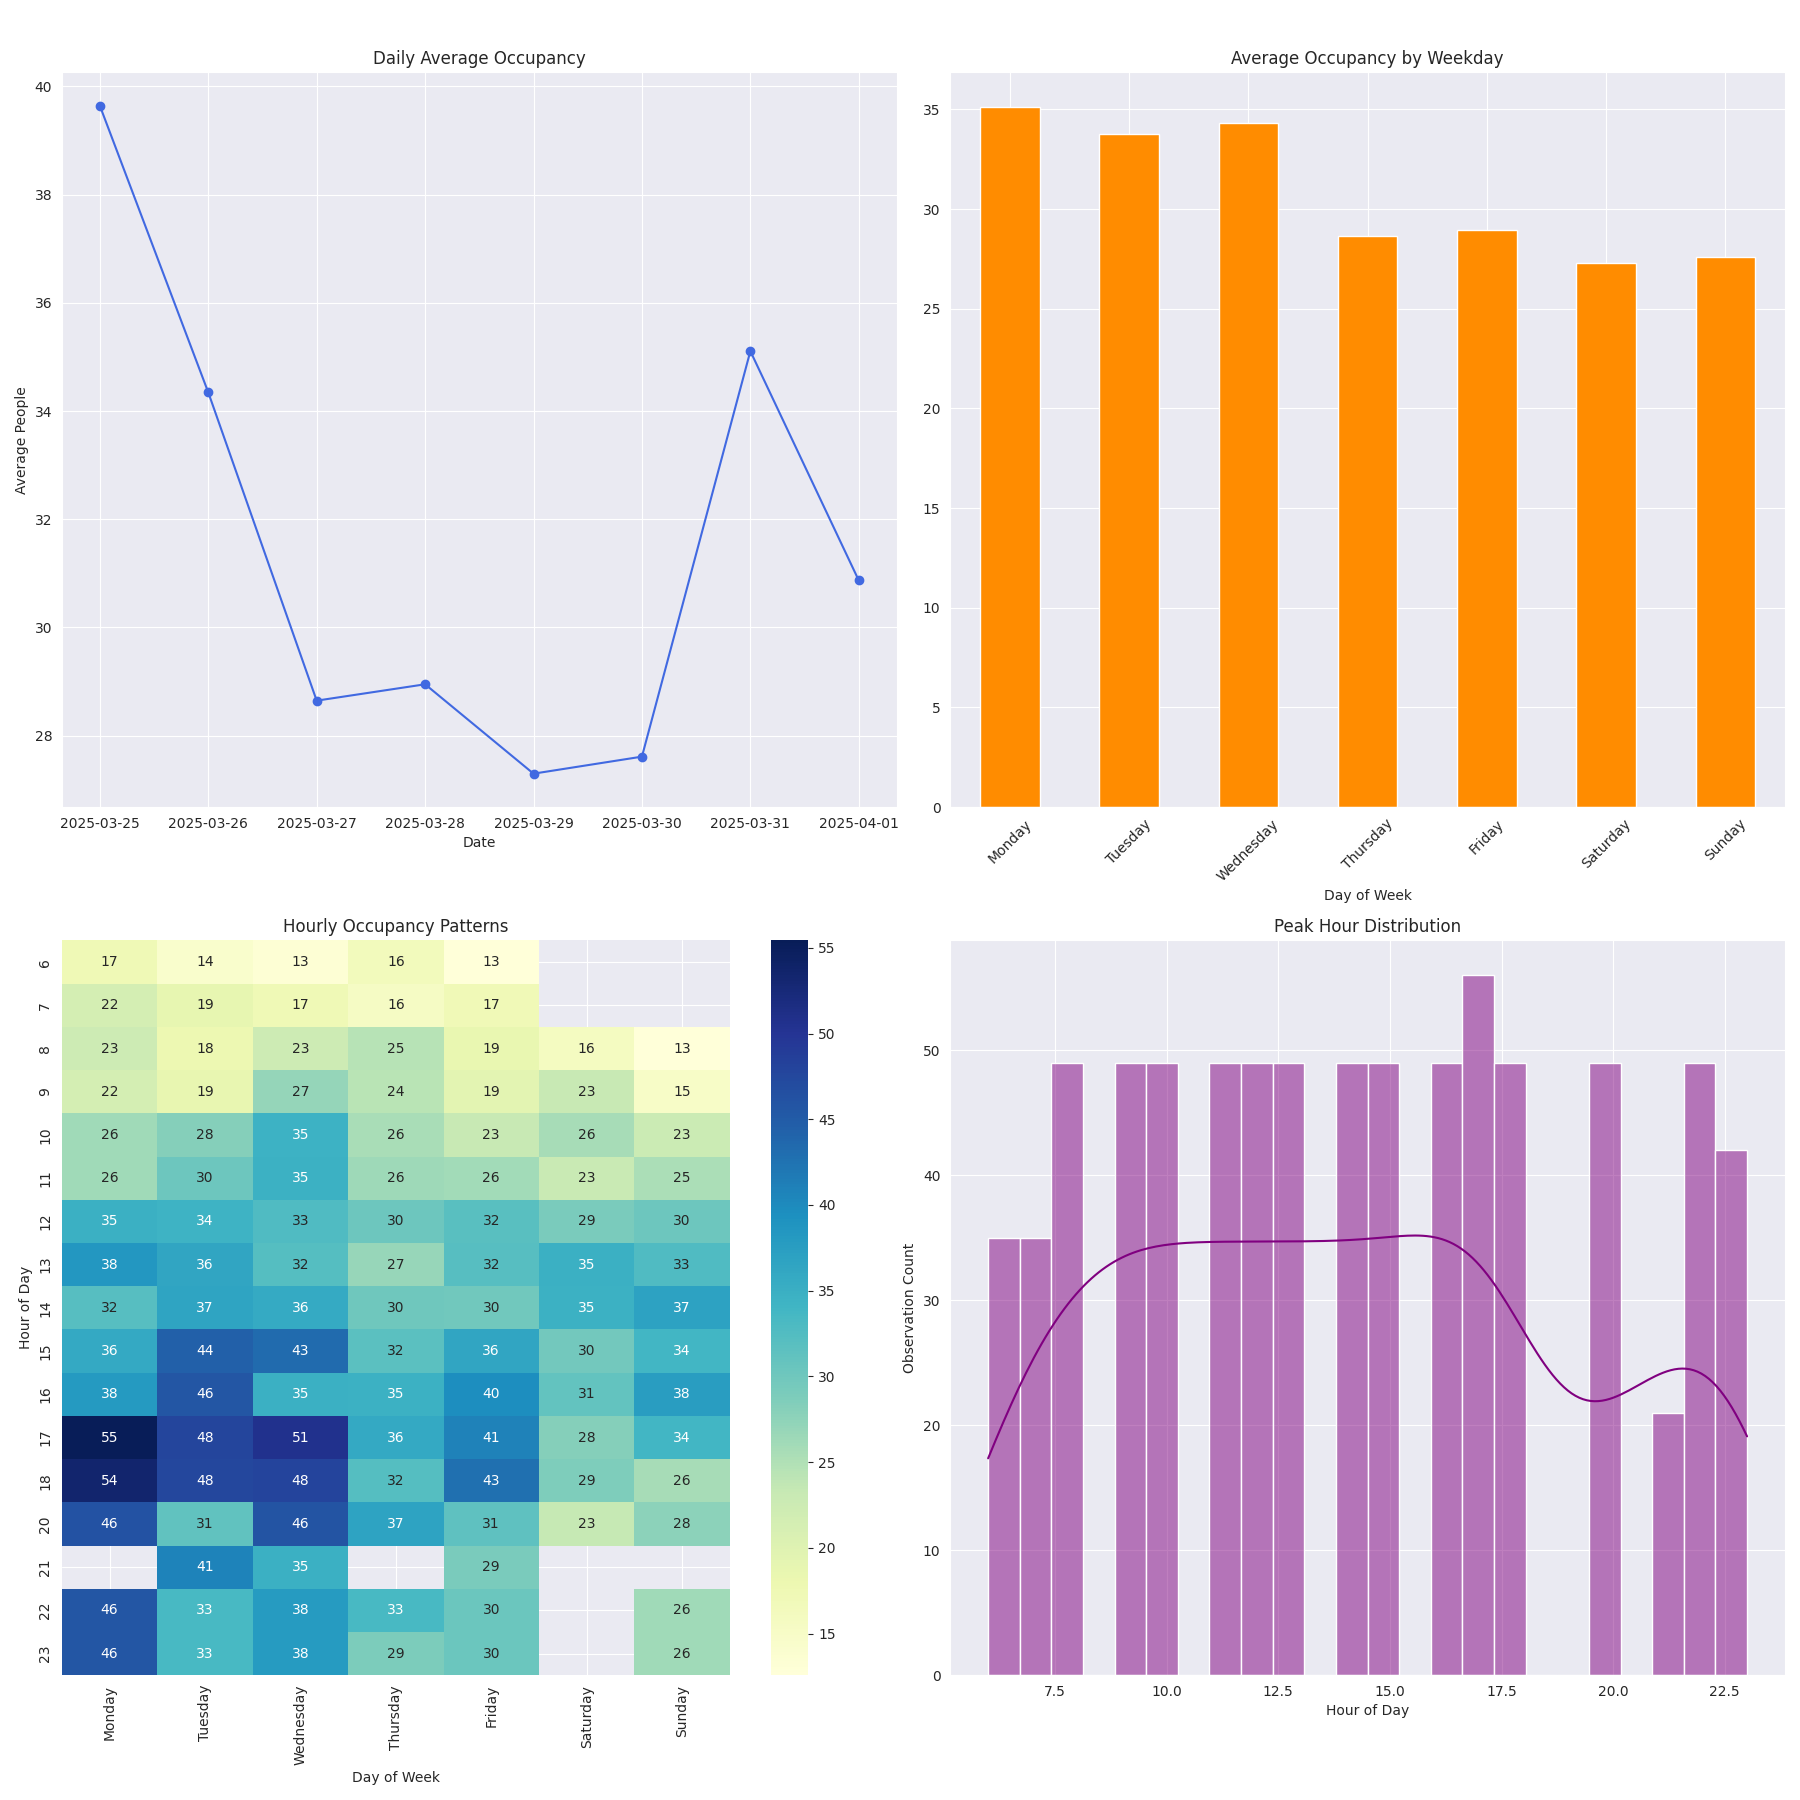 Daily Average Occupancy
40
38
36
34
32
30
28
Average People
2025-03-25 2025-03-26 2025-03-27 2025-03-28 2025-03-29 2025-03-30 2025-03-31 2025-04-01
Date
Average Occupancy by Weekday
35
30
25
20
15
10
5
0
Monday Tuesday Wednesday Thursday Friday Saturday Sunday
Day of Week
Hourly Occupancy Patterns
Hour of Day
6 17 14 13 16 13
7 22 19 17 16 17
8 23 18 23 25 19 16 13
9 22 19 27 24 19 23 15
10 26 28 35 26 23 26 23
11 26 30 35 26 26 23 25
12 35 34 33 30 32 29 30
13 38 36 32 27 32 35 33
14 32 37 36 30 30 35 37
15 36 44 43 32 36 30 34
16 38 46 35 35 40 31 38
17 55 48 51 36 41 28 34
18 54 48 48 32 43 29 26
20 46 31 46 37 31 23 28
21 41 35 29
22 46 33 38 33 30 26
23 46 33 38 29 30 26
Monday Tuesday Wednesday Thursday Friday Saturday Sunday
Day of Week
55
50
45
40
35
30
25
20
15
Peak Hour Distribution
Observation Count
50
40
30
20
10
0
7.5 10.0 12.5 15.0 17.5 20.0 22.5
Hour of Day